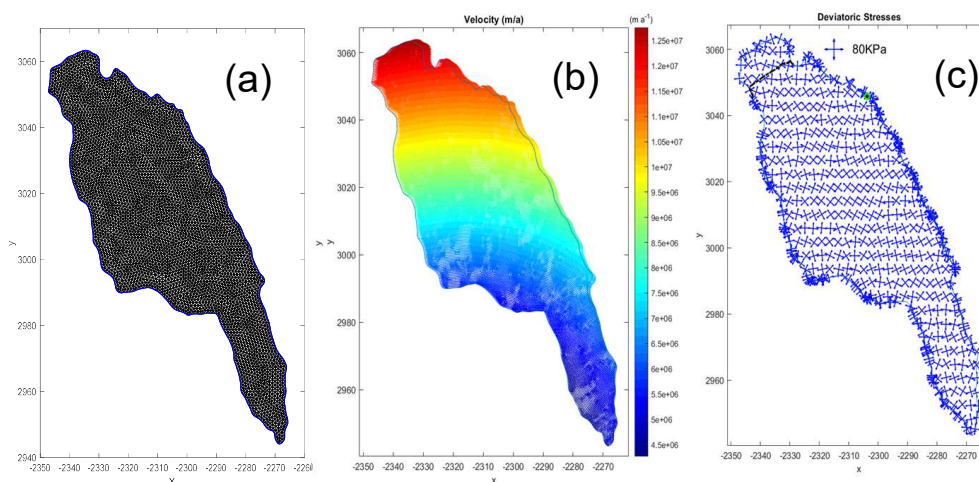 (a)
3060
3040
3020
3000
2980
2960
2940
y
-2350 -2340 -2330 -2320 -2310 -2300 -2290 -2280 -2270 -2260
x
Velocity (m/a)
(m a⁻¹)
(b)
3060
3040
3020
3000
2980
2960
y
y
-2340 -2330 -2320 -2310 -2300 -2290 -2280 -2270
x
1.25e+07
1.2e+07
1.15e+07
1.1e+07
1.05e+07
1e+07
9.5e+06
9e+06
8.5e+06
8e+06
7.5e+06
7e+06
6.5e+06
6e+06
5.5e+06
5e+06
4.5e+06
Deviatoric Stresses
80KPa
(c)
3060
3040
3020
3000
2980
2960
y
-2350 -2340 -2330 -2320 -2310 -2300 -2290 -2280 -2270
x